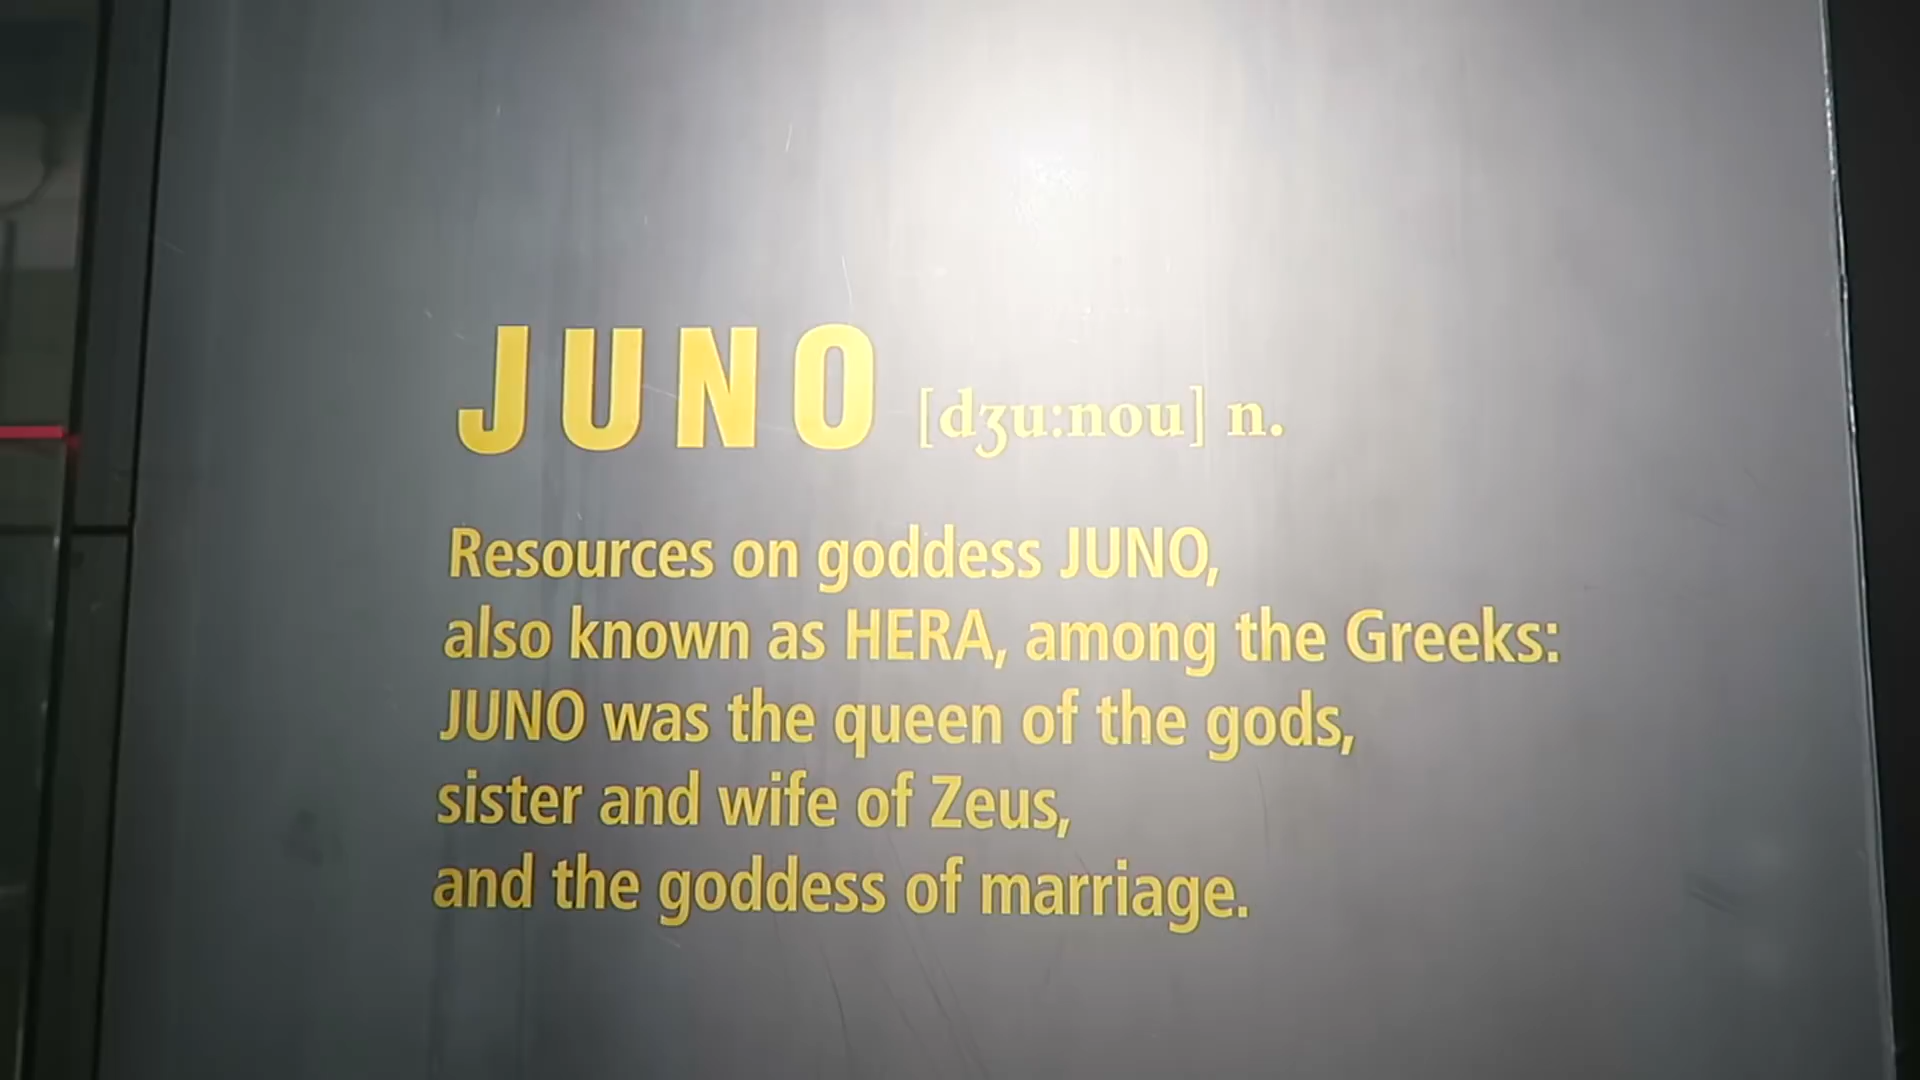 JUNO [dʒu:nou] n.
Resources on goddess JUNO,
also known as HERA, among the Greeks:
JUNO was the queen of the gods,
sister and wife of Zeus,
and the goddess of marriage.